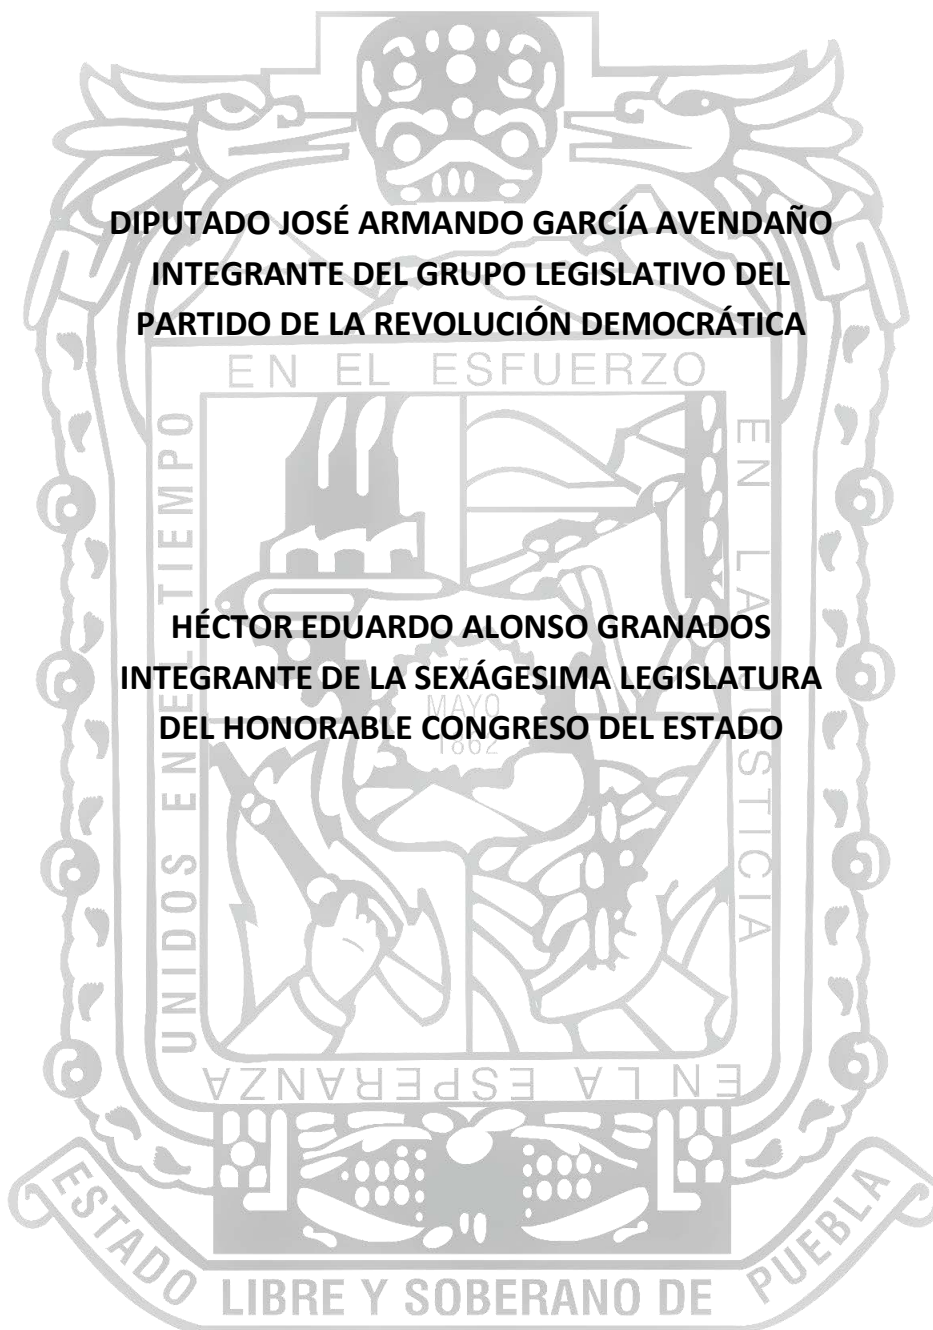 DIPUTADO JOSÉ ARMANDO GARCÍA AVENDAÑO
INTEGRANTE DEL GRUPO LEGISLATIVO DEL
PARTIDO DE LA REVOLUCIÓN DEMOCRÁTICA
EN EL ESFUERZO
EN LA JUSTICIA
UNIDOS EN EL TIEMPO
HÉCTOR EDUARDO ALONSO GRANADOS
INTEGRANTE DE LA SEXÁGESIMA LEGISLATURA
DEL HONORABLE CONGRESO DEL ESTADO
5
MAYO
1862
EN LA ESPERANZA
ESTADO LIBRE Y SOBERANO DE PUEBLA